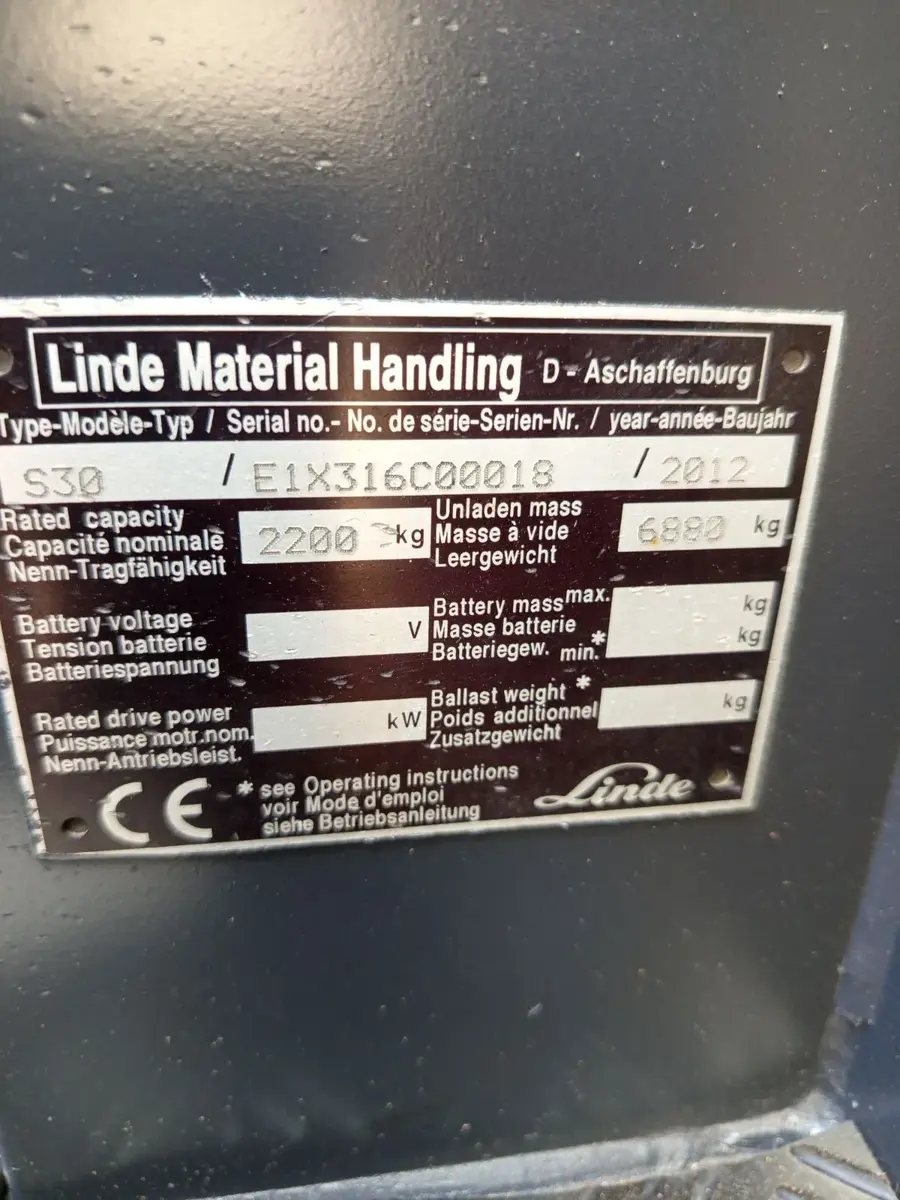 Linde Material Handling D - Aschaffenburg
Type-Modèle-Typ / Serial no.- No. de série-Serien-Nr. / year-année-Baujahr
S30 / E1X316C00018 / 2012
Rated capacity
Capacité nominale
Nenn-Tragfähigkeit
2200 kg
Unladen mass
Masse à vide
Leergewicht
6880 kg
Battery voltage
Tension batterie
Batteriespannung
V
Battery mass max. kg
Masse batterie
Batteriegew. min.* kg
Rated drive power
Puissance motr.nom.
Nenn-Antriebsleist.
kW
Ballast weight *
Poids additionnel
Zusatzgewicht
kg
CE
* see Operating instructions
voir Mode d'emploi
siehe Betriebsanleitung
Linde